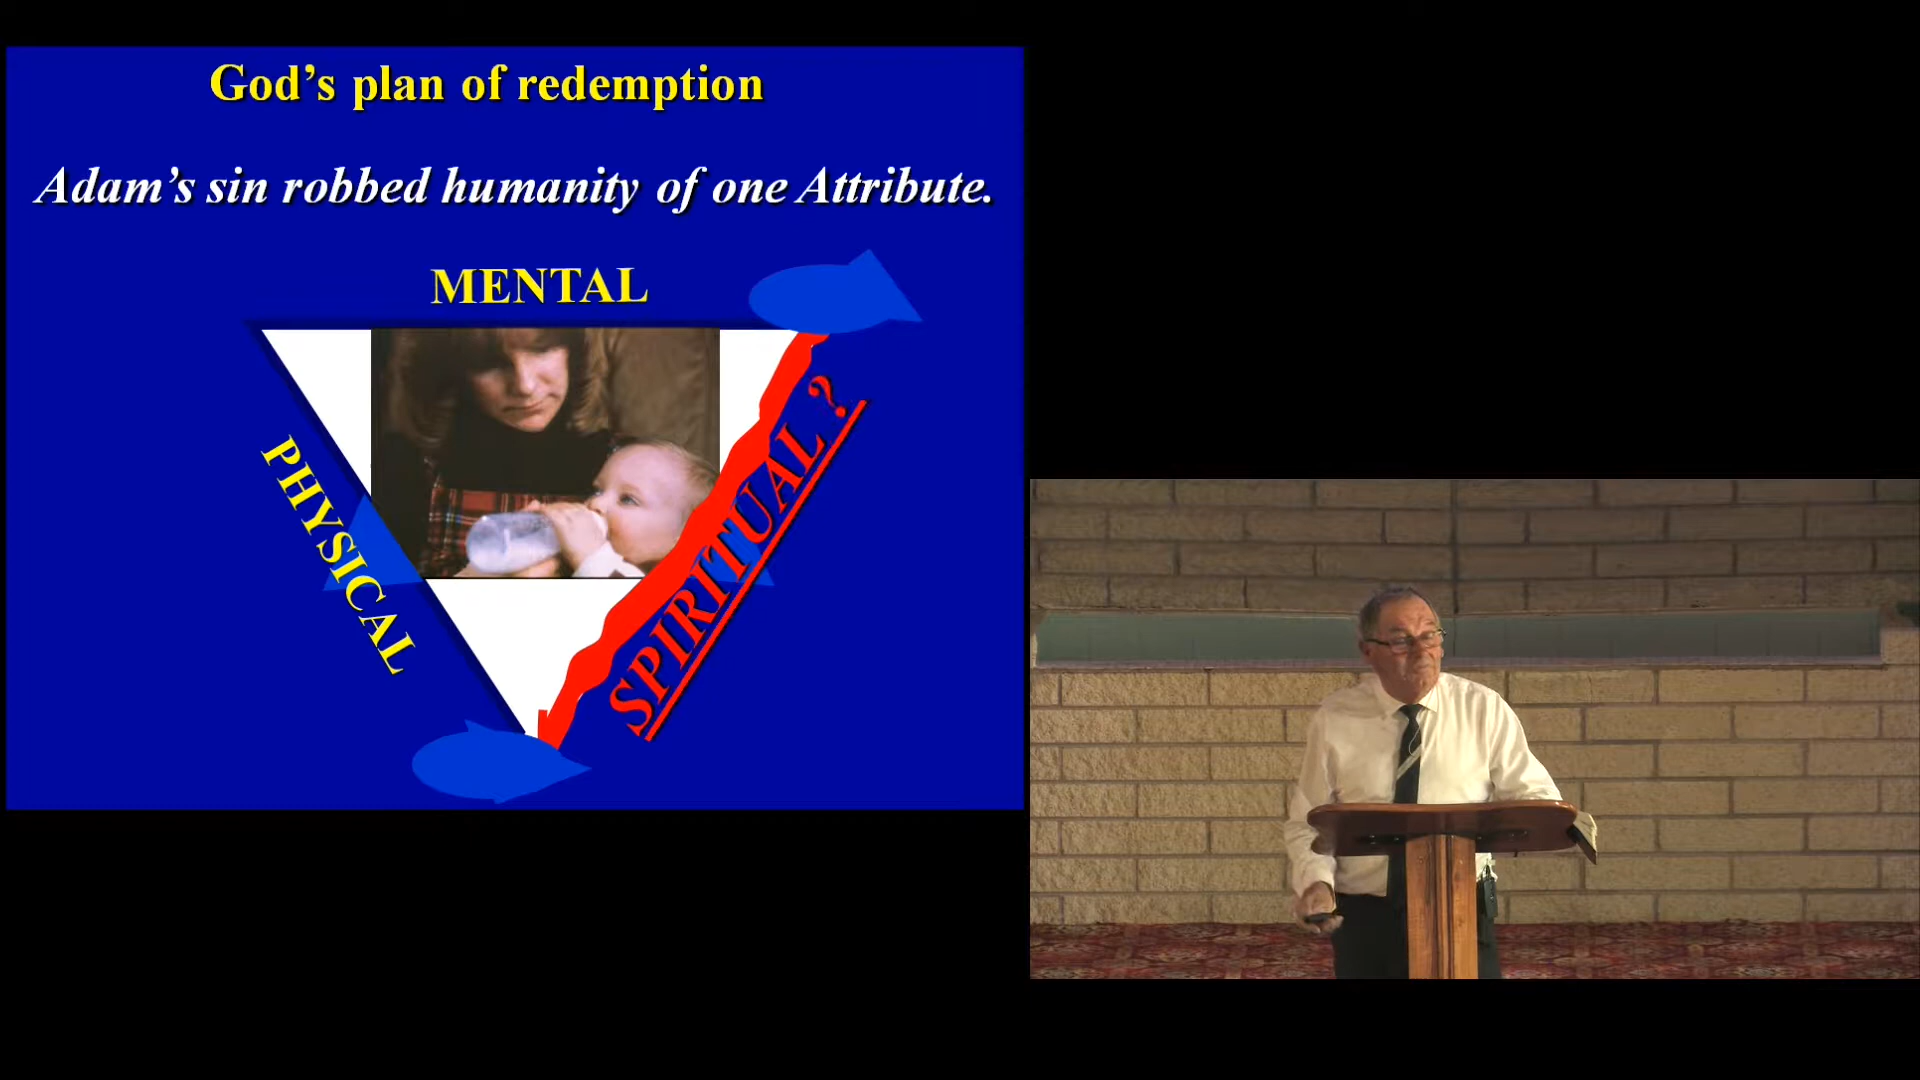 God’s plan of redemption
Adam’s sin robbed humanity of one Attribute.
MENTAL
PHYSICAL
SPIRITUAL ?